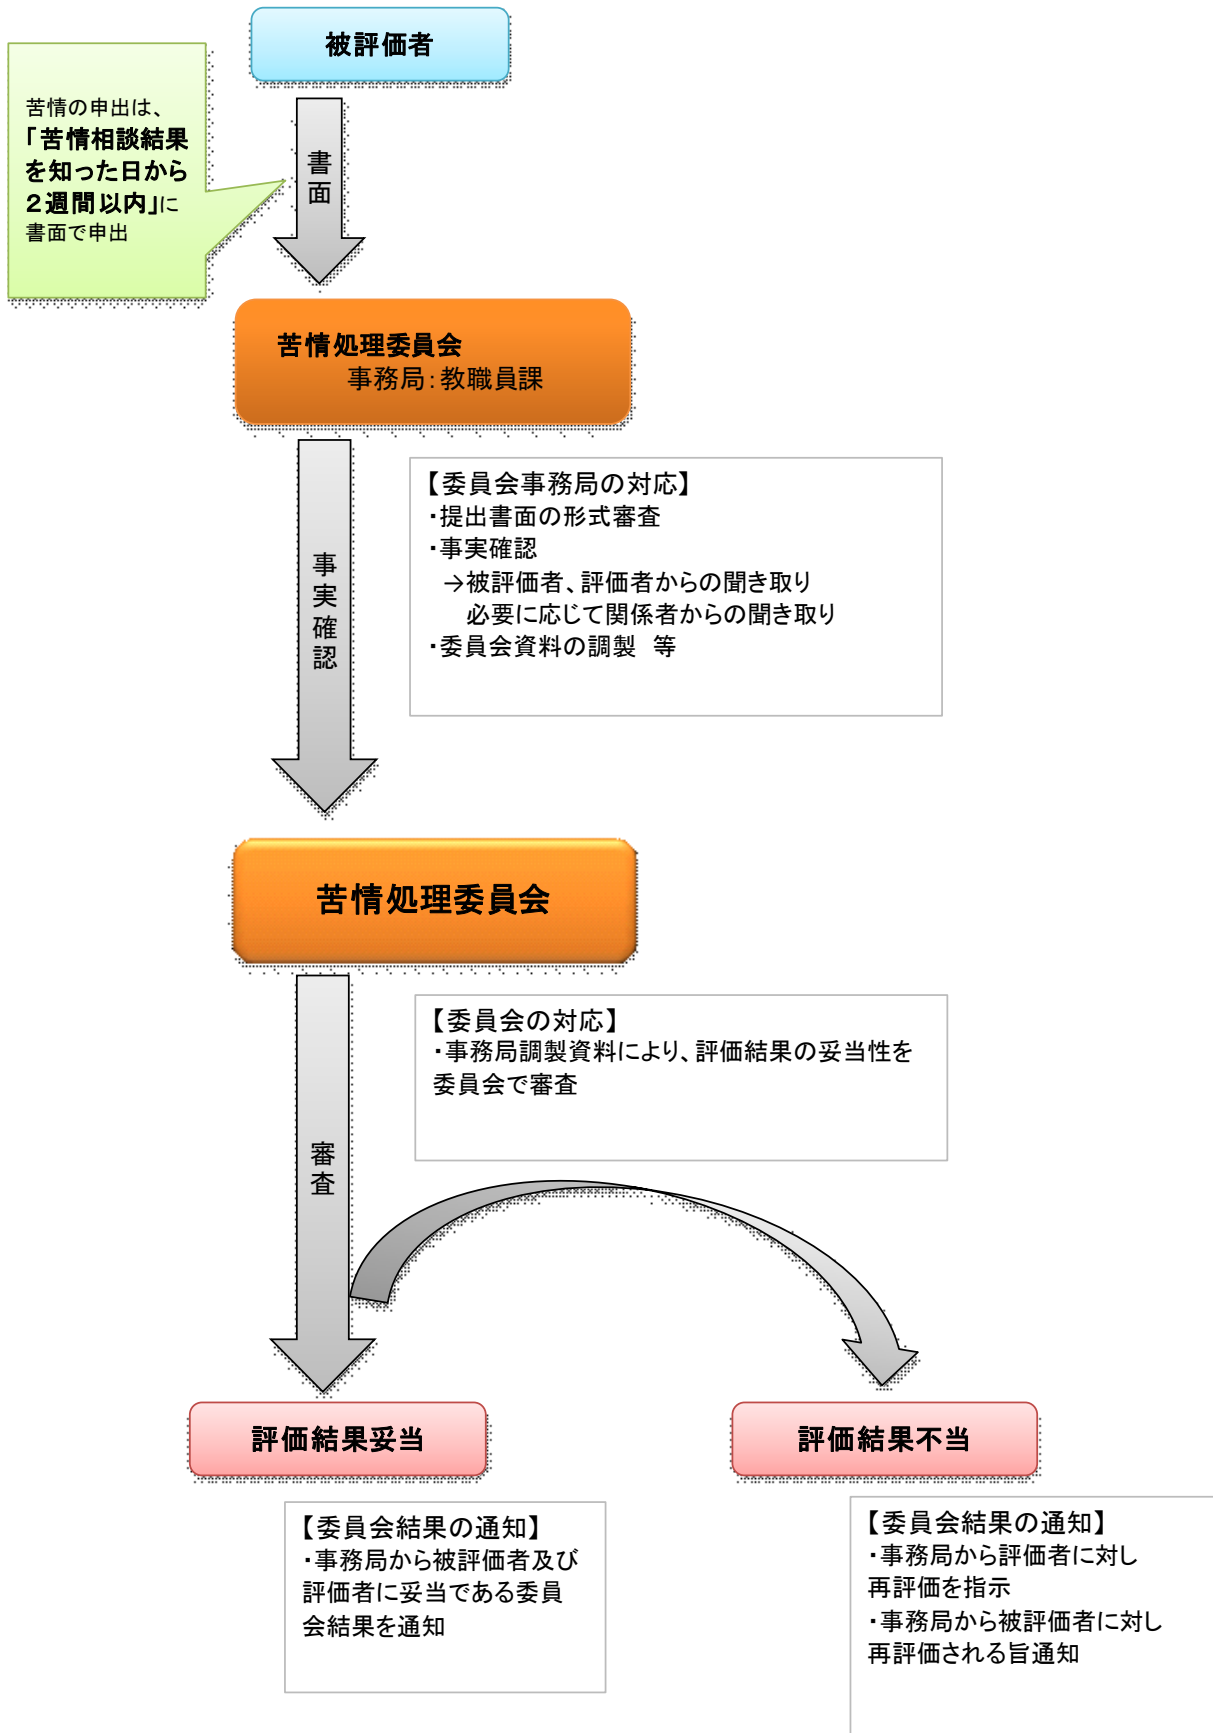 被評価者
苦情の申出は、
「苦情相談結果
を知った日から
２週間以内」に
書面で申出
書面
苦情処理委員会
事務局：教職員課
事実確認
【委員会事務局の対応】
・提出書面の形式審査
・事実確認
→被評価者、評価者からの聞き取り
必要に応じて関係者からの聞き取り
・委員会資料の調製　等
苦情処理委員会
【委員会の対応】
・事務局調製資料により、評価結果の妥当性を
委員会で審査
審査
評価結果妥当
評価結果不当
【委員会結果の通知】
・事務局から被評価者及び
評価者に妥当である委員
会結果を通知
【委員会結果の通知】
・事務局から評価者に対し
再評価を指示
・事務局から被評価者に対し
再評価される旨通知